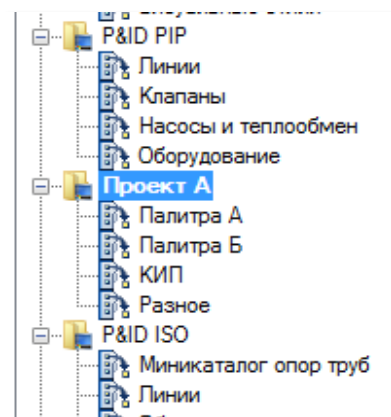 P&ID PIP
Линии
Клапаны
Насосы и теплообмен
Оборудование
Проект А
Палитра А
Палитра Б
КИП
Разное
P&ID ISO
Миникаталог опор труб
Линии